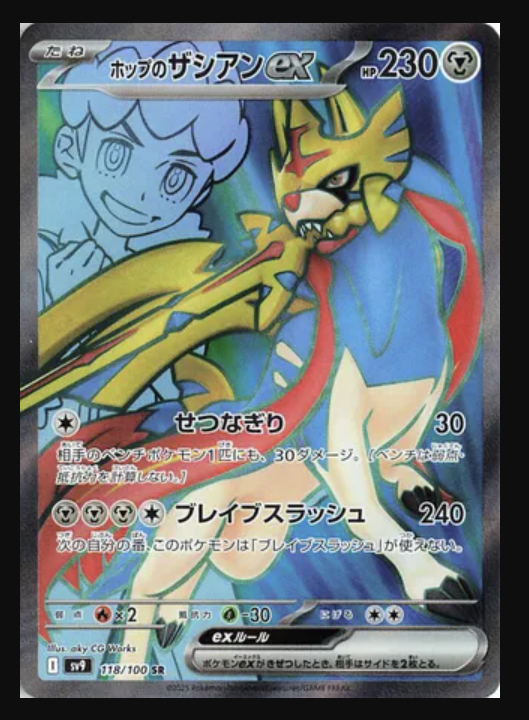 たね ホップのザシアンex HP230
せつなぎり 30
相手のベンチポケモン1匹にも、30ダメージ。[ベンチは弱点・
抵抗力を計算しない。]
ブレイブスラッシュ 240
次の自分の番、このポケモンは「ブレイブスラッシュ」が使えない。
弱点 ×2 抵抗力 -30 にげる
exルール
ポケモンexがきぜつしたとき、相手はサイドを2枚とる。
Illus. aky CG Works
I sv9 118/100 SR